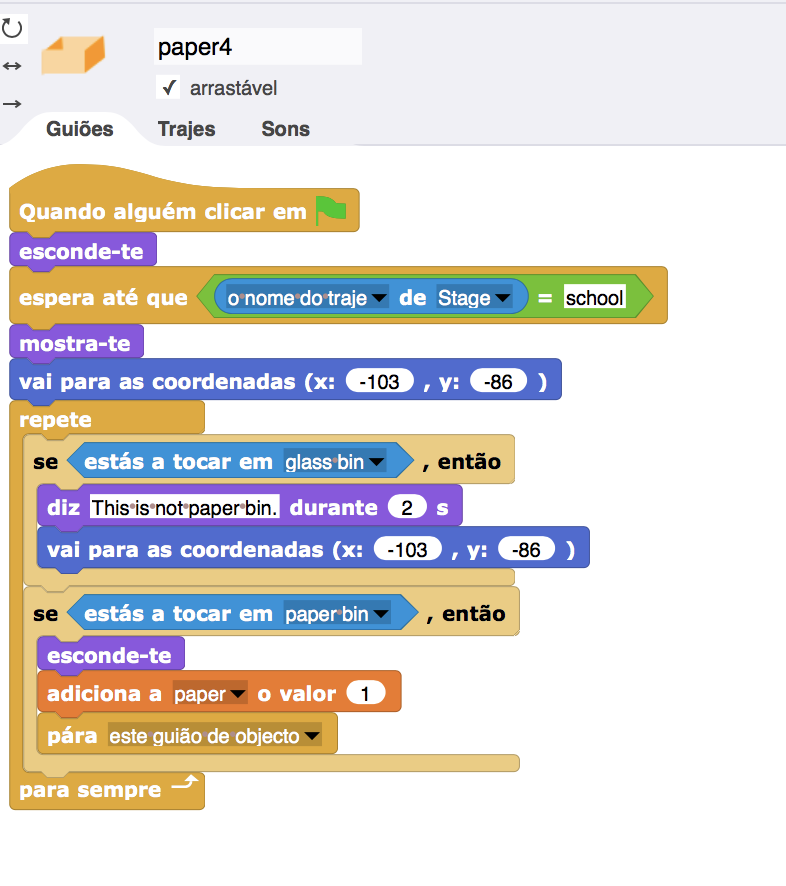 paper4
arrastável
Guiões Trajes Sons
Quando alguém clicar em
esconde-te
espera até que o nome do traje de Stage = school
mostra-te
vai para as coordenadas (x: -103 , y: -86 )
repete
se estás a tocar em glass bin , então
diz This is not paper bin. durante 2 s
vai para as coordenadas (x: -103 , y: -86 )
se estás a tocar em paper bin , então
esconde-te
adiciona a paper o valor 1
pára este guião de objecto
para sempre